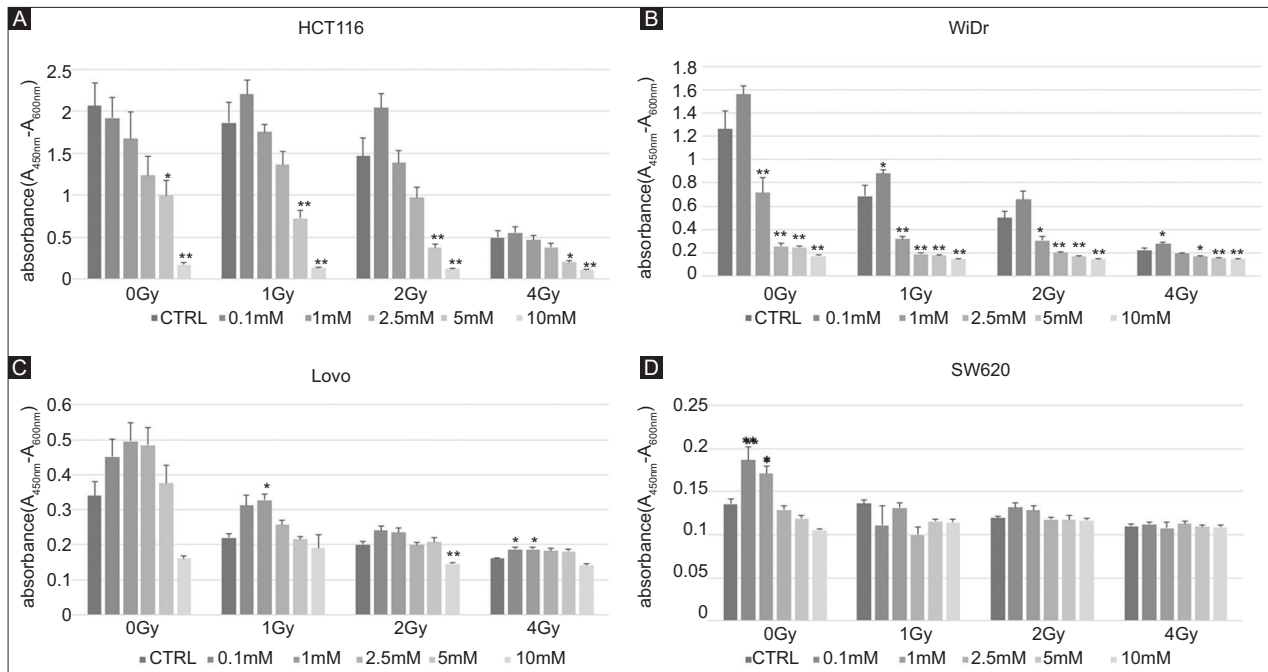 A
HCT116
absorbance(A450nm-A600nm)
2.5
2
1.5
1
0.5
0
*
**
**
**
**
**
*
**
0Gy 1Gy 2Gy 4Gy
CTRL 0.1mM 1mM 2.5mM 5mM 10mM
B
WiDr
absorbance(A450nm-A600nm)
1.8
1.6
1.4
1.2
1
0.8
0.6
0.4
0.2
0
** ** ** **
* ** ** ** **
* ** ** **
* * ** **
0Gy 1Gy 2Gy 4Gy
CTRL 0.1mM 1mM 2.5mM 5mM 10mM
C
Lovo
absorbance(A450nm-A600nm)
0.6
0.5
0.4
0.3
0.2
0.1
0
*
**
* *
0Gy 1Gy 2Gy 4Gy
CTRL 0.1mM 1mM 2.5mM 5mM 10mM
D
SW620
absorbance(A450nm-A600nm)
0.25
0.2
0.15
0.1
0.05
0
**
*
0Gy 1Gy 2Gy 4Gy
CTRL 0.1mM 1mM 2.5mM 5mM 10mM